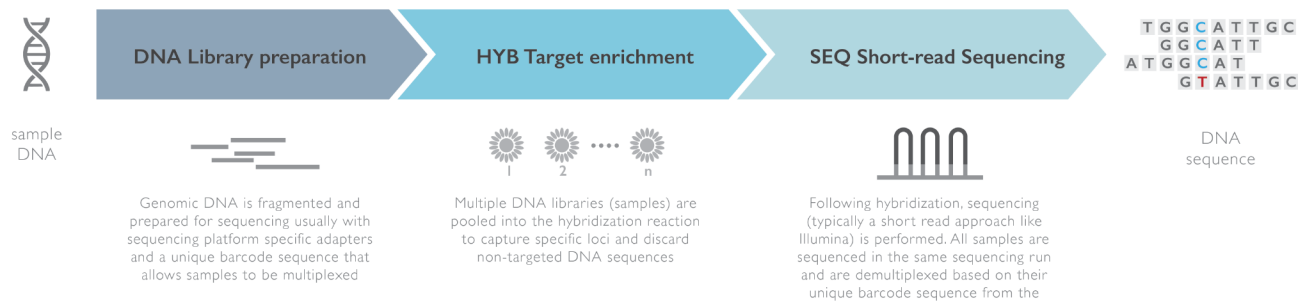 DNA Library preparation
HYB Target enrichment
SEQ Short-read Sequencing
TGGCATTGC
GGCATT
ATGGCAT
GTATTGC
sample
DNA
1
2
n
DNA
sequence
Genomic DNA is fragmented and
prepared for sequencing usually with
sequencing platform specific adapters
and a unique barcode sequence that
allows samples to be multiplexed
Multiple DNA libraries (samples) are
pooled into the hybridization reaction
to capture specific loci and discard
non-targeted DNA sequences
Following hybridization, sequencing
(typically a short read approach like
Illumina) is performed. All samples are
sequenced in the same sequencing run
and are demultiplexed based on their
unique barcode sequence from the